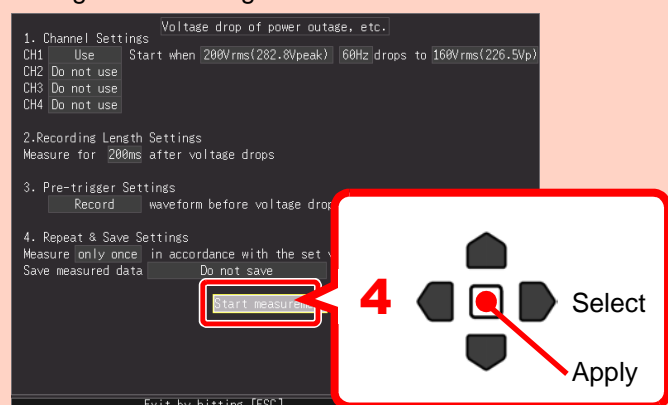 Voltage drop of power outage, etc.
1. Channel Settings
CH1 Use Start when 200Vrms(282.8Vpeak) 60Hz drops to 160Vrms(226.5Vp)
CH2 Do not use
CH3 Do not use
CH4 Do not use
2.Recording Length Settings
Measure for 200ms after voltage drops
3. Pre-trigger Settings
Record waveform before voltage drop
4. Repeat & Save Settings
Measure only once in accordance with the set
Save measured data Do not save
Start
4
Select
Apply
Exit by hitting [ESC]